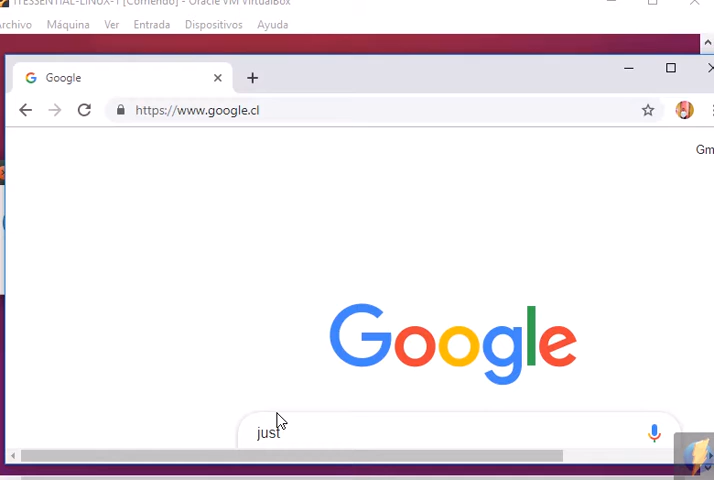 ITESSENTIAL-LINUX-1 [Corriendo] - Oracle VM VirtualBox
Archivo Máquina Ver Entrada Dispositivos Ayuda
Google
https://www.google.cl
Gm
Google
just